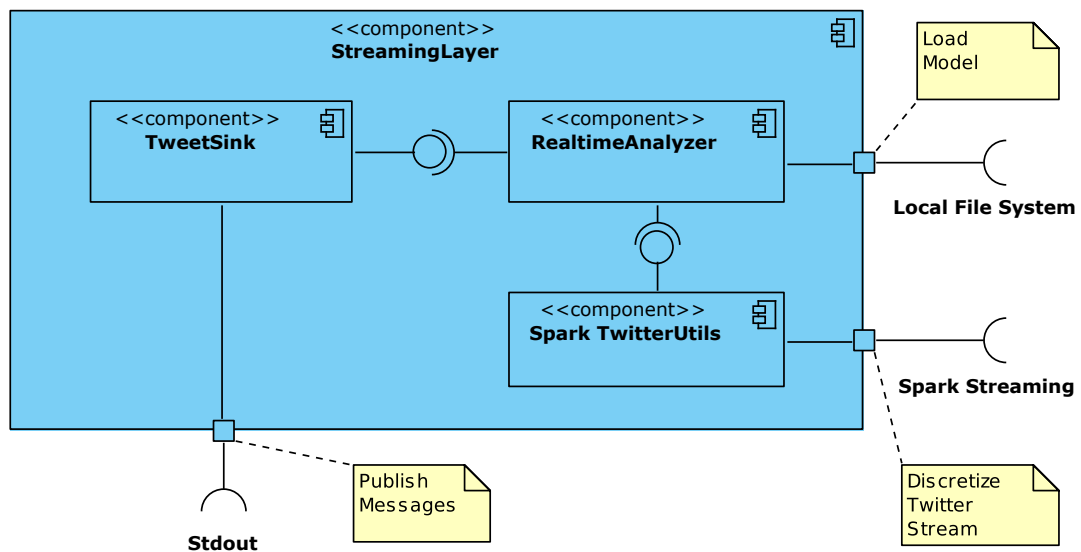 <<component>>
StreamingLayer
Load
Model
<<component>>
TweetSink
<<component>>
RealtimeAnalyzer
Local File System
<<component>>
Spark TwitterUtils
Spark Streaming
Publish
Messages
Discretize
Twitter
Stream
Stdout